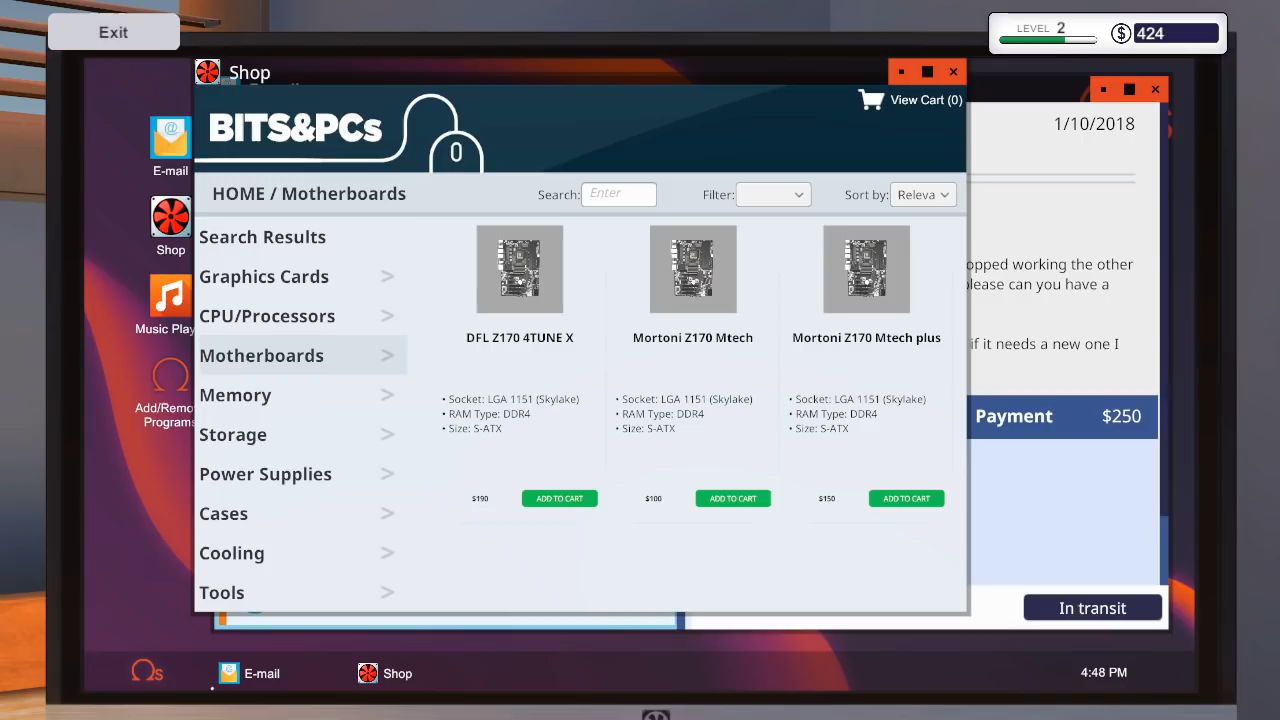 Exit
LEVEL 2
$ 424
Shop
View Cart (0)
BITS&PCs
1/10/2018
HOME / Motherboards
Search:
Enter
Filter:
Sort by:
Releva
E-mail
Shop
Music Play
Add/Remo
Programs
Search Results
Graphics Cards >
CPU/Processors >
Motherboards >
Memory >
Storage >
Power Supplies >
Cases >
Cooling >
Tools >
DFL Z170 4TUNE X
• Socket: LGA 1151 (Skylake)
• RAM Type: DDR4
• Size: S-ATX
$190
ADD TO CART
Mortoni Z170 Mtech
• Socket: LGA 1151 (Skylake)
• RAM Type: DDR4
• Size: S-ATX
$100
ADD TO CART
Mortoni Z170 Mtech plus
• Socket: LGA 1151 (Skylake)
• RAM Type: DDR4
• Size: S-ATX
$150
ADD TO CART
opped working the other
please can you have a
if it needs a new one I
Payment $250
In transit
Ωs
E-mail
Shop
4:48 PM